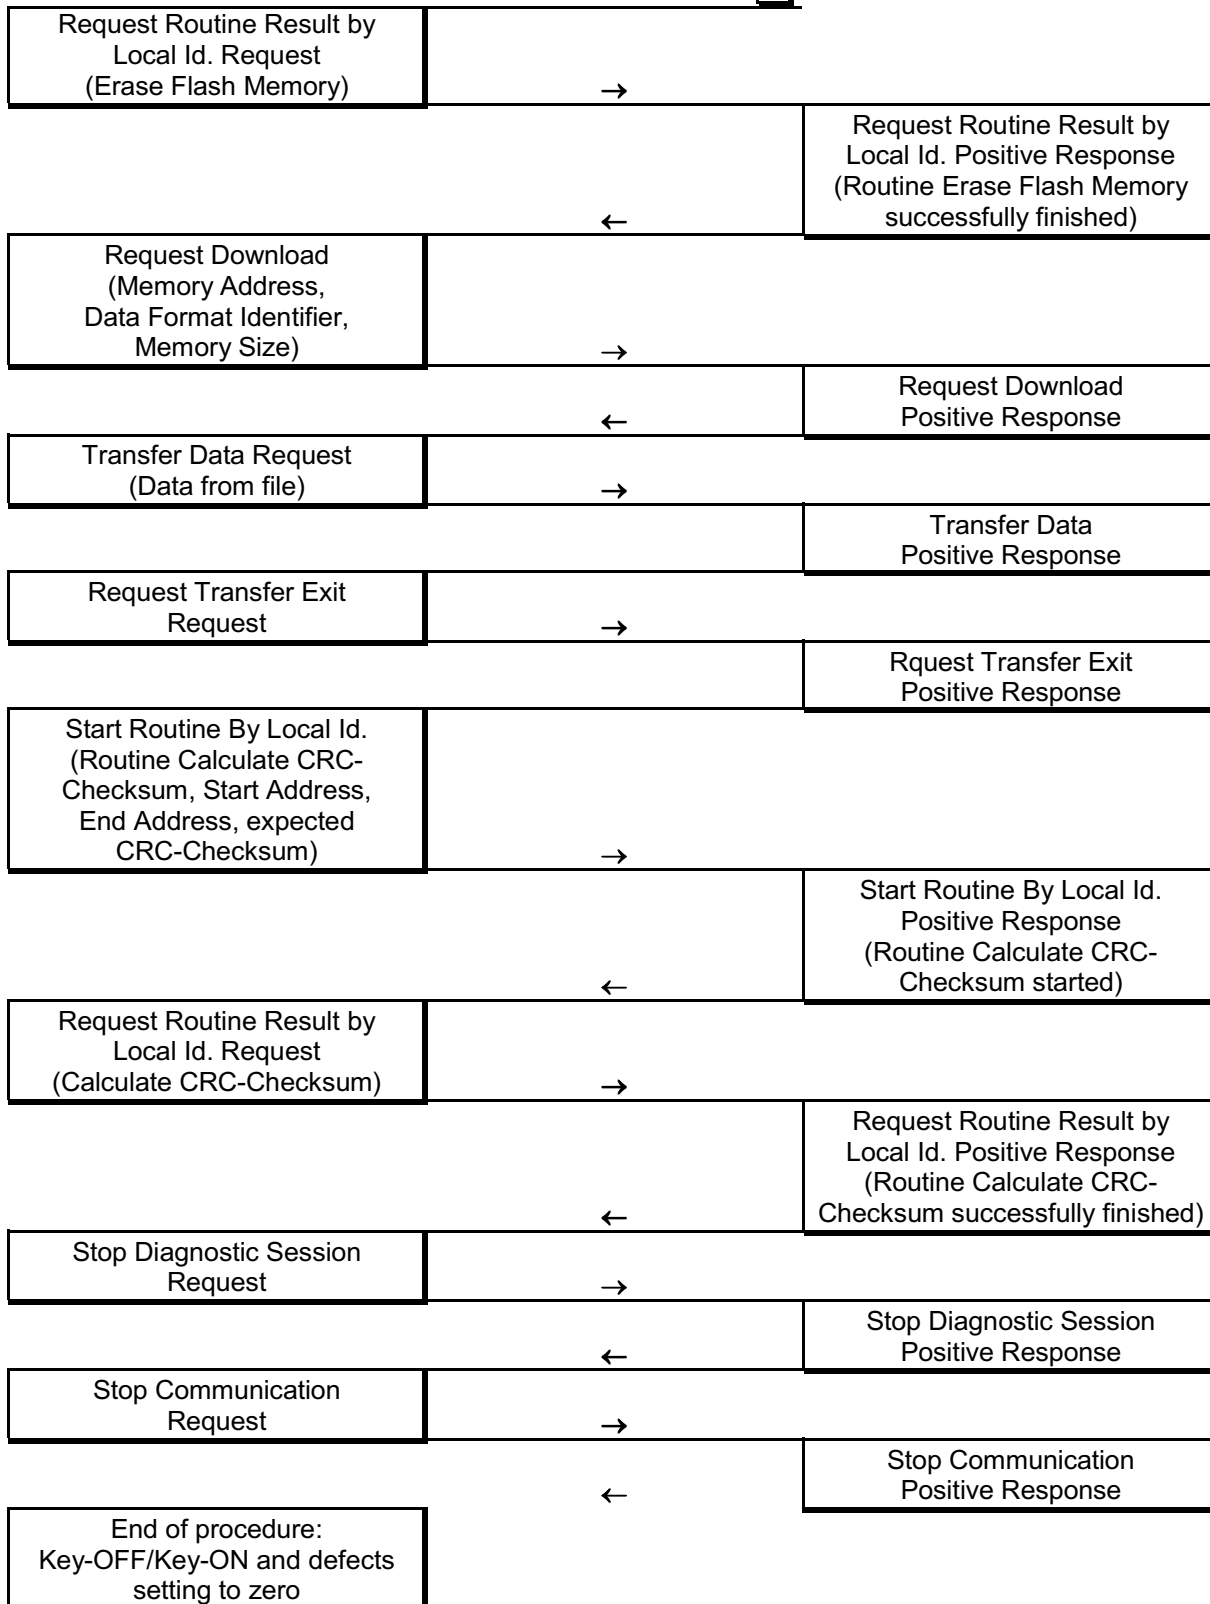 Request Routine Result by
Local Id. Request
(Erase Flash Memory)
→
Request Routine Result by
Local Id. Positive Response
(Routine Erase Flash Memory
successfully finished)
←
Request Download
(Memory Address,
Data Format Identifier,
Memory Size)
→
Request Download
Positive Response
←
Transfer Data Request
(Data from file)
→
Transfer Data
Positive Response
Request Transfer Exit
Request
→
Rquest Transfer Exit
Positive Response
Start Routine By Local Id.
(Routine Calculate CRC-
Checksum, Start Address,
End Address, expected
CRC-Checksum)
→
Start Routine By Local Id.
Positive Response
(Routine Calculate CRC-
Checksum started)
←
Request Routine Result by
Local Id. Request
(Calculate CRC-Checksum)
→
Request Routine Result by
Local Id. Positive Response
(Routine Calculate CRC-
Checksum successfully finished)
←
Stop Diagnostic Session
Request
→
Stop Diagnostic Session
Positive Response
←
Stop Communication
Request
→
Stop Communication
Positive Response
←
End of procedure:
Key-OFF/Key-ON and defects
setting to zero